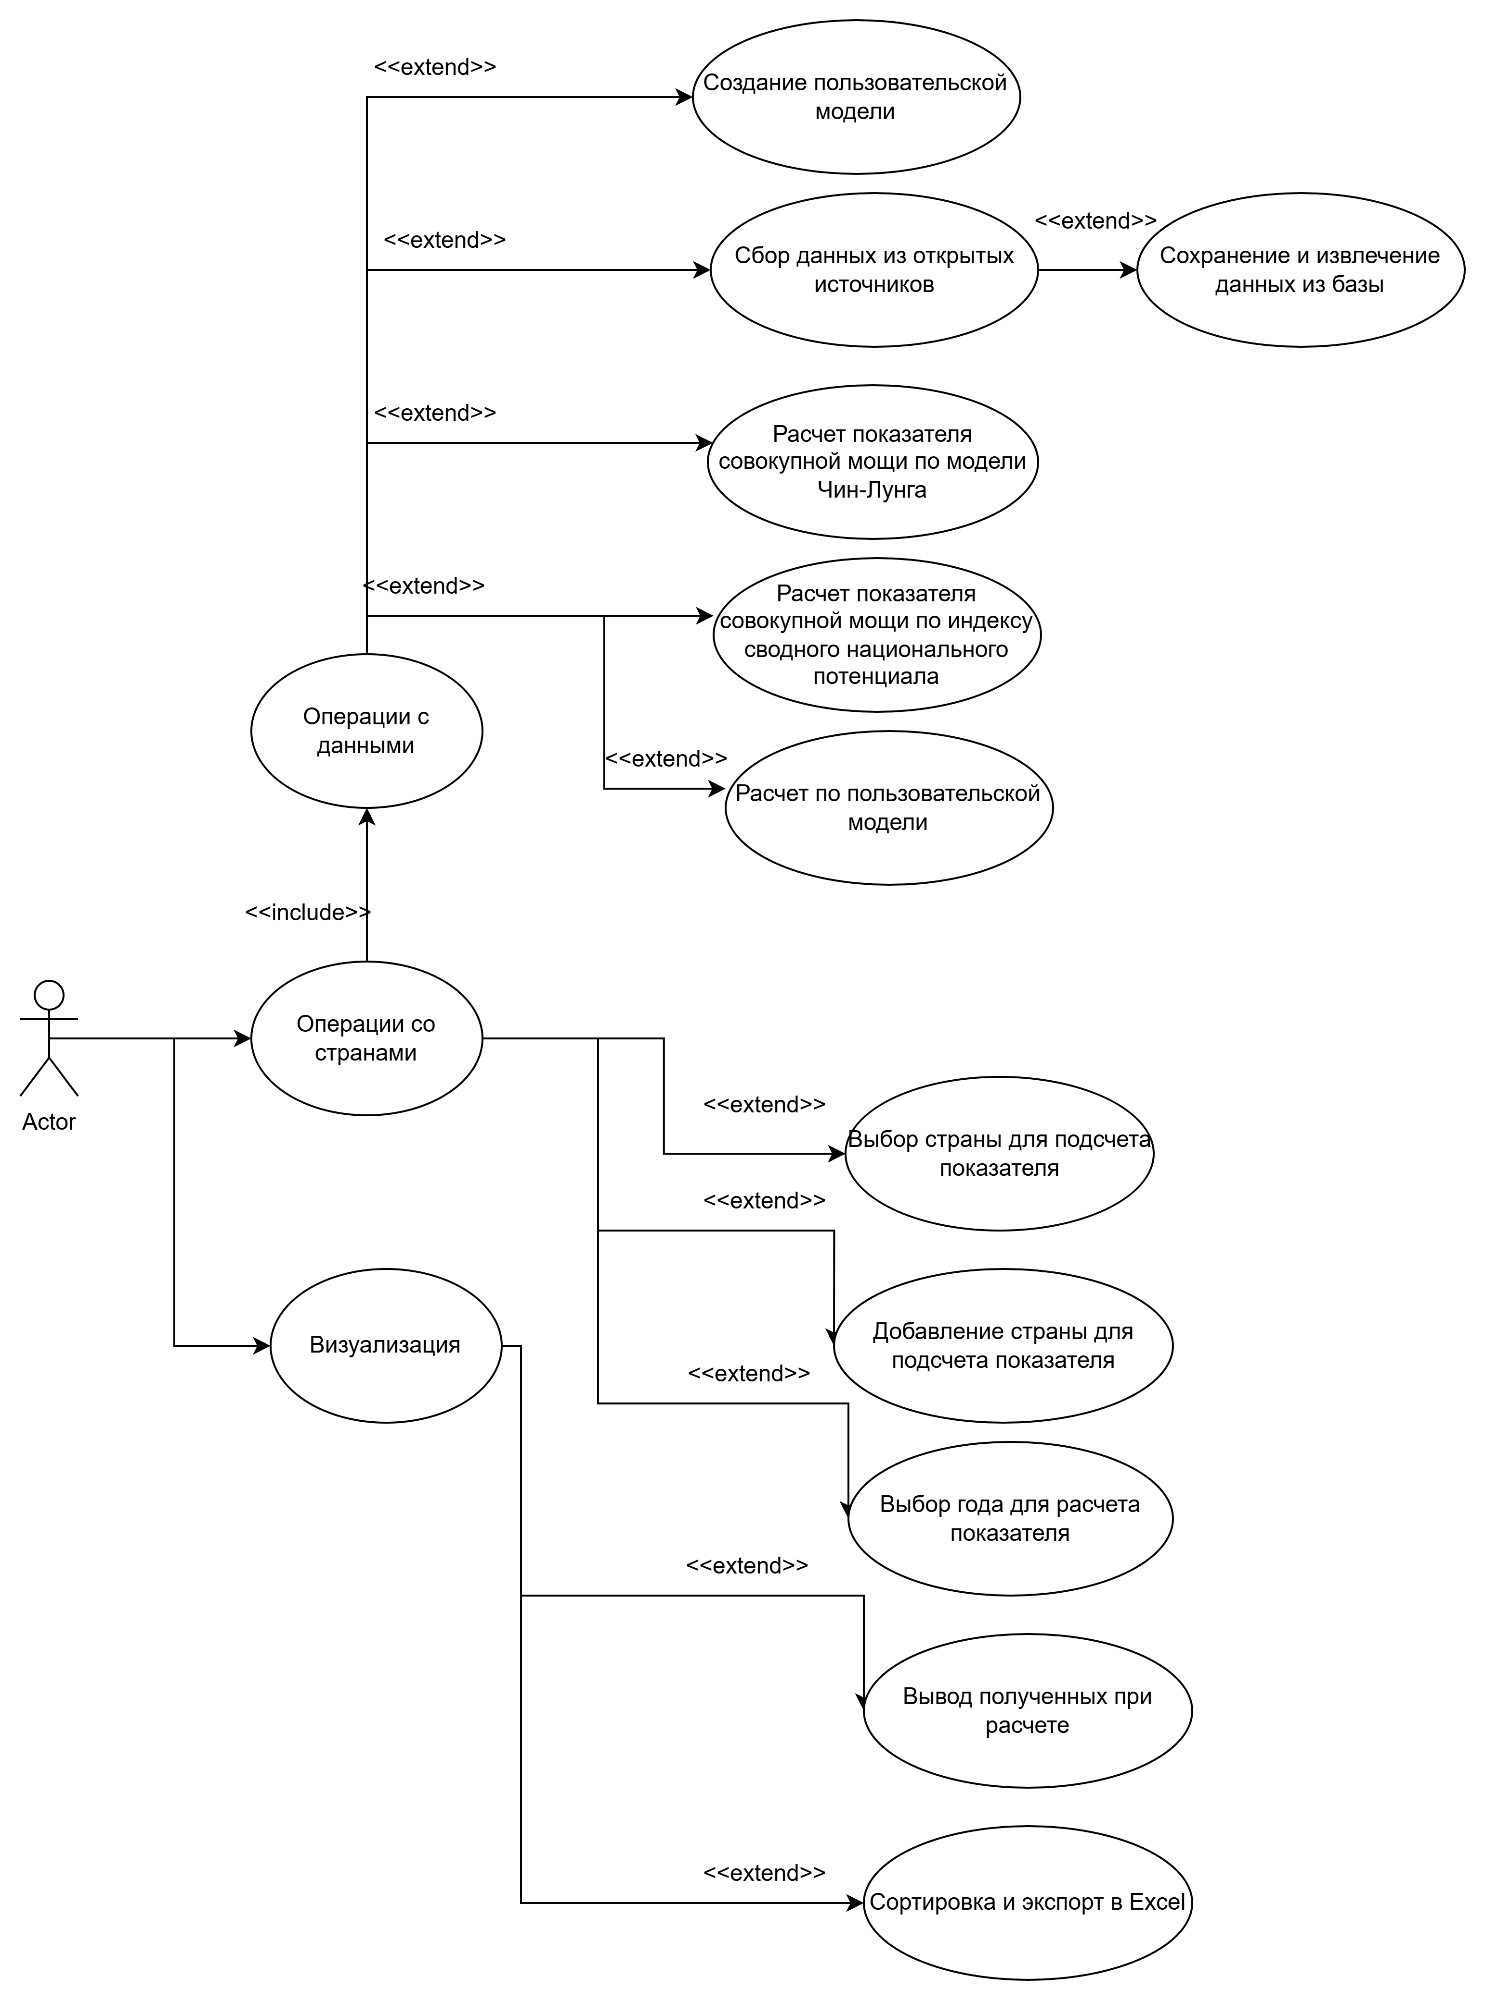 <<extend>>
Создание пользовательской
модели
<<extend>>
Сбор данных из открытых
источников
<<extend>>
Сохранение и извлечение
данных из базы
<<extend>>
Расчет показателя
совокупной мощи по модели
Чин-Лунга
<<extend>>
Расчет показателя
совокупной мощи по индексу
сводного национального
потенциала
Операции с
данными
<<extend>>
Расчет по пользовательской
модели
<<include>>
Actor
Операции со
странами
<<extend>>
Выбор страны для подсчета
показателя
<<extend>>
Добавление страны для
подсчета показателя
Визуализация
<<extend>>
Выбор года для расчета
показателя
<<extend>>
Вывод полученных при
расчете
<<extend>>
Сортировка и экспорт в Excel